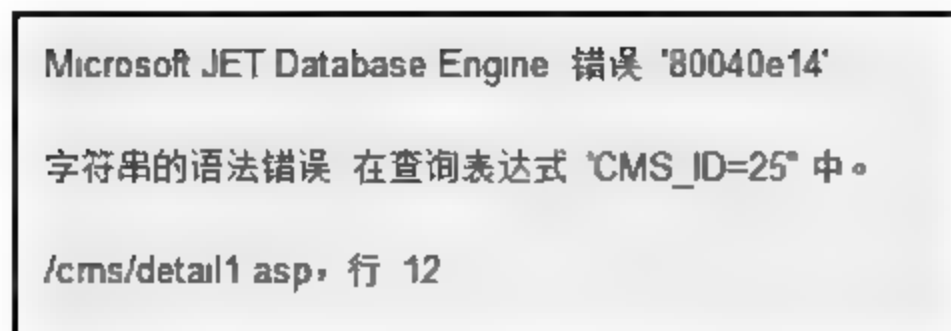 Microsoft JET Database Engine 错误 '80040e14'
字符串的语法错误 在查询表达式 'CMS_ID=25'' 中。
/cms/detail1.asp，行 12